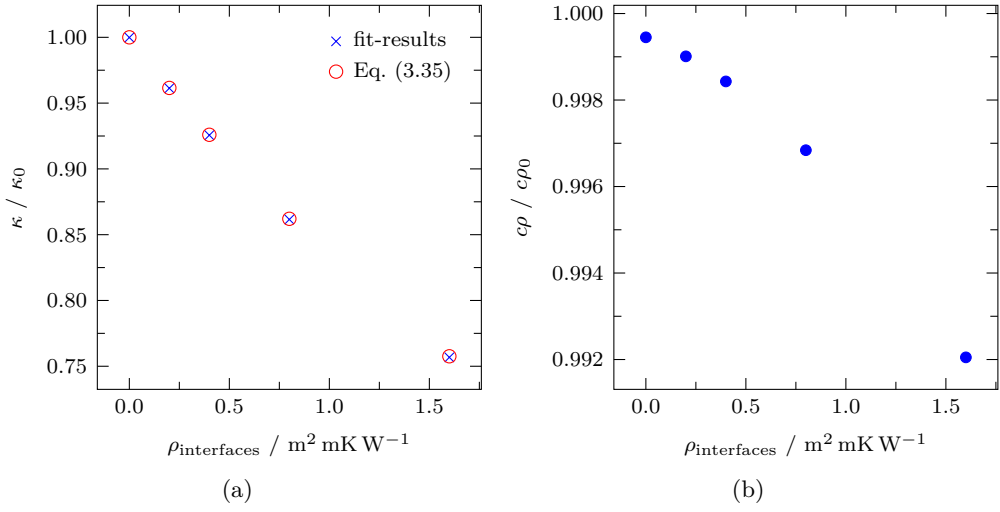 1.00
0.95
0.90
0.85
0.80
0.75
κ / κ₀
fit-results
Eq. (3.35)
0.0 0.5 1.0 1.5
ρ_interfaces / m² mK W⁻¹
(a)
1.000
0.998
0.996
0.994
0.992
cρ / cρ₀
0.0 0.5 1.0 1.5
ρ_interfaces / m² mK W⁻¹
(b)